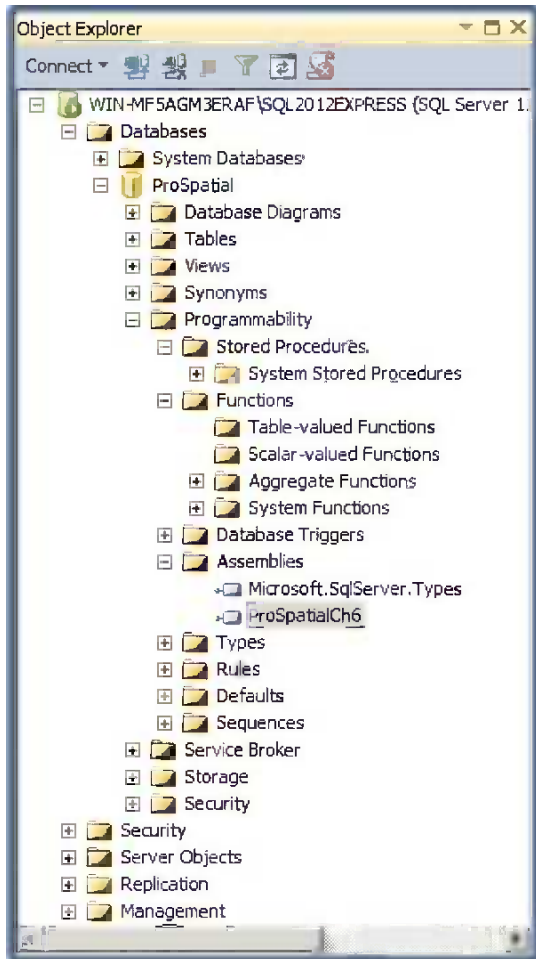 Object Explorer
Connect
WIN-MF5AGM3ERAF\SQL2012EXPRESS (SQL Server 1.
Databases
System Databases
ProSpatial
Database Diagrams
Tables
Views
Synonyms
Programmability
Stored Procedures.
System Stored Procedures
Functions
Table-valued Functions
Scalar-valued Functions
Aggregate Functions
System Functions
Database Triggers
Assemblies
Microsoft.SqlServer.Types
ProSpatialCh6
Types
Rules
Defaults
Sequences
Service Broker
Storage
Security
Security
Server Objects
Replication
Management